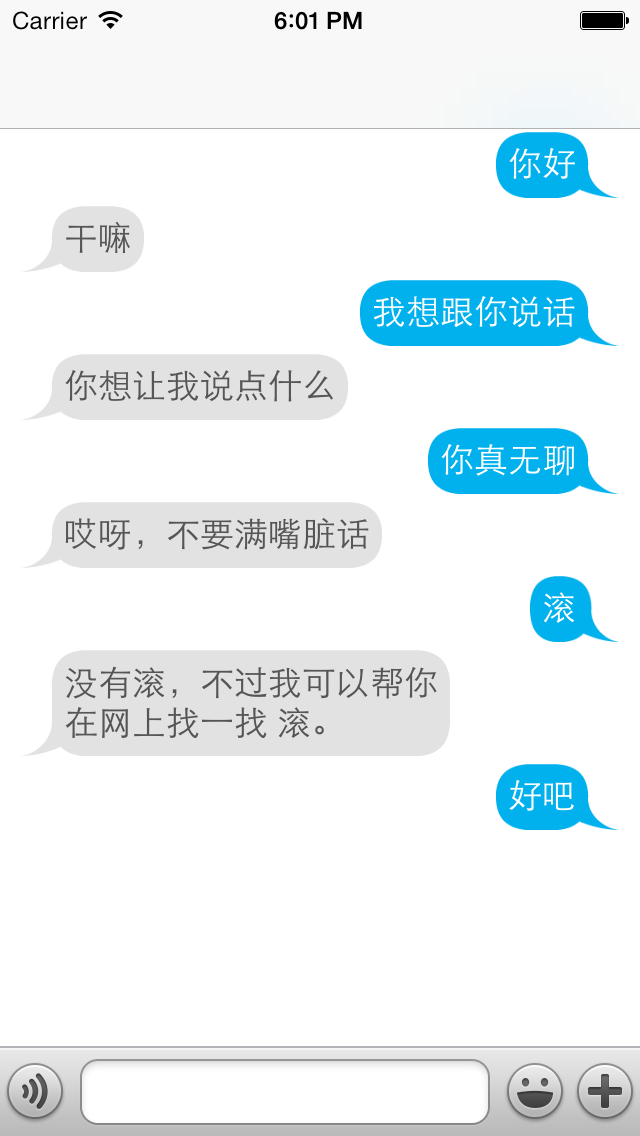 Carrier 6:01 PM
你好
干嘛
我想跟你说话
你想让我说点什么
你真无聊
哎呀，不要满嘴脏话
滚
没有滚，不过我可以帮你
在网上找一找 滚。
好吧